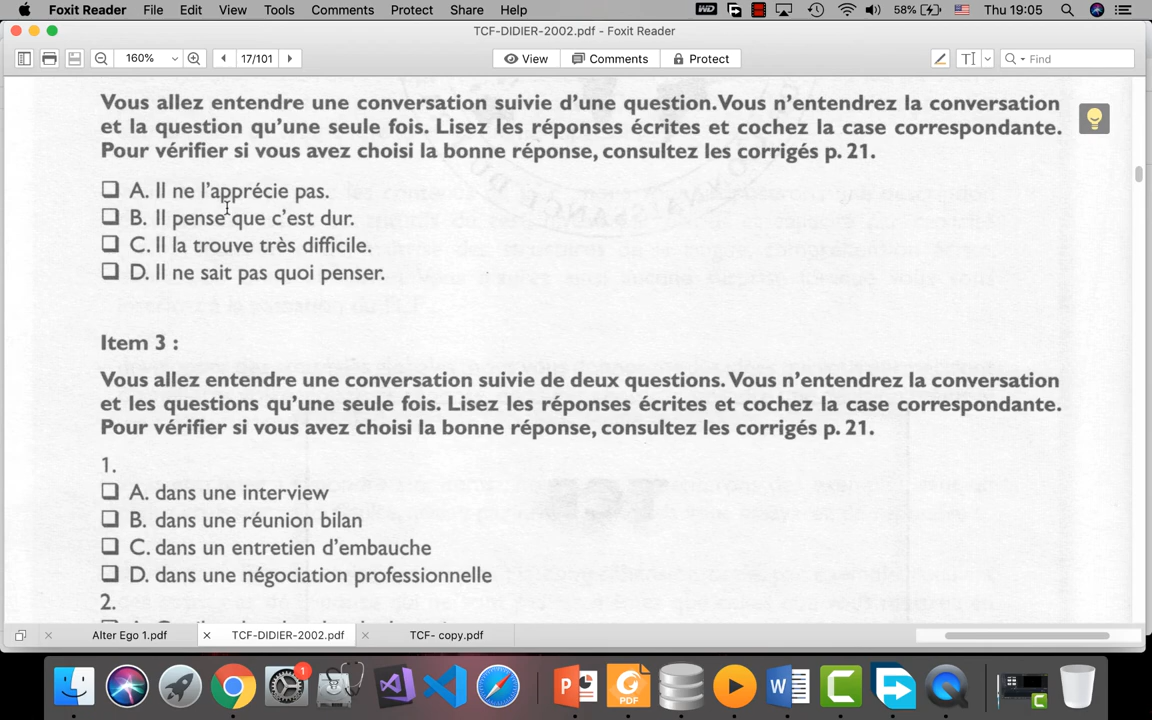 Foxit Reader File Edit View Tools Comments Protect Share Help 58% Thu 19:05
TCF-DIDIER-2002.pdf - Foxit Reader
160% 17/101 View Comments Protect Find
Vous allez entendre une conversation suivie d'une question. Vous n'entendrez la conversation
et la question qu'une seule fois. Lisez les réponses écrites et cochez la case correspondante.
Pour vérifier si vous avez choisi la bonne réponse, consultez les corrigés p. 21.
A. Il ne l'apprécie pas.
B. Il pense que c'est dur.
C. Il la trouve très difficile.
D. Il ne sait pas quoi penser.
Item 3 :
Vous allez entendre une conversation suivie de deux questions. Vous n'entendrez la conversation
et les questions qu'une seule fois. Lisez les réponses écrites et cochez la case correspondante.
Pour vérifier si vous avez choisi la bonne réponse, consultez les corrigés p. 21.
1.
A. dans une interview
B. dans une réunion bilan
C. dans un entretien d'embauche
D. dans une négociation professionnelle
2.
Alter Ego 1.pdf TCF-DIDIER-2002.pdf TCF- copy.pdf
1
PDF